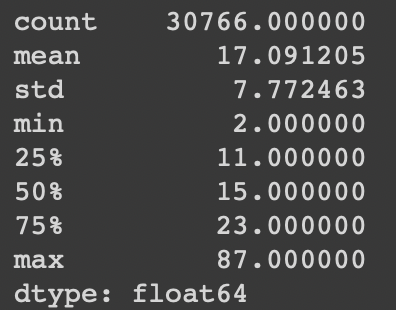 count    30766.000000
mean        17.091205
std          7.772463
min          2.000000
25%         11.000000
50%         15.000000
75%         23.000000
max         87.000000
dtype: float64